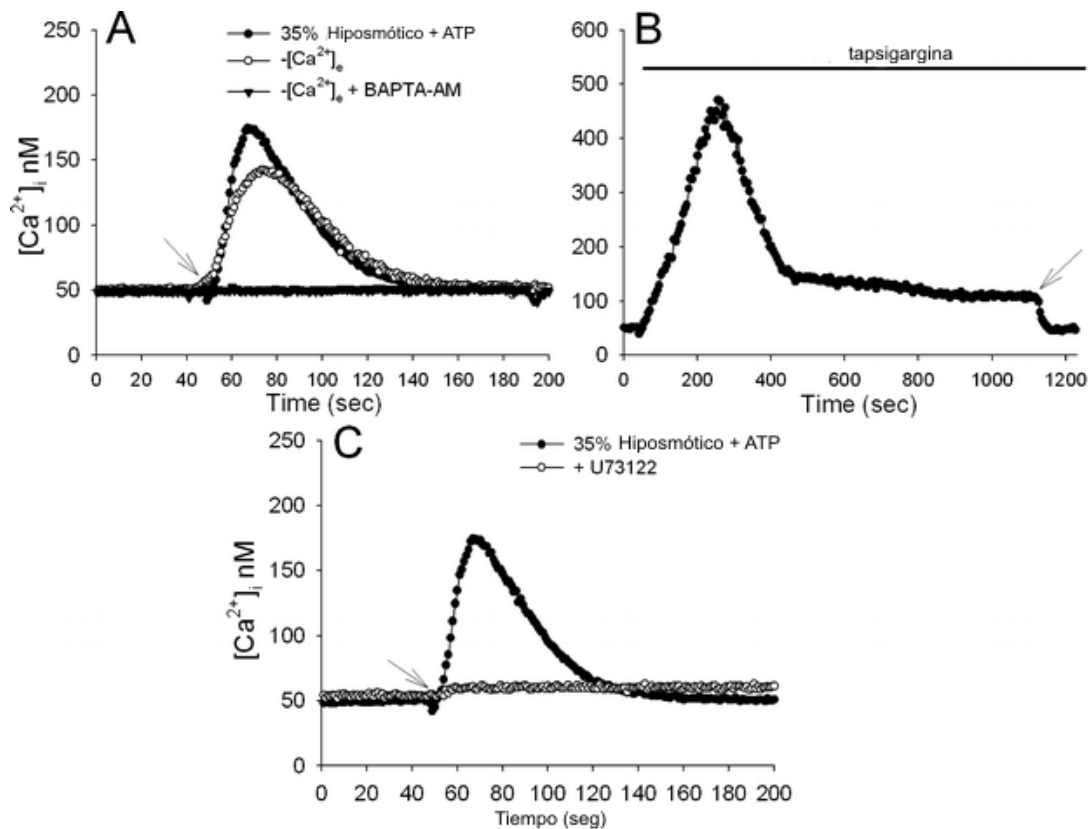 A
35% Hiposmótico + ATP
-[Ca²⁺]ₑ
-[Ca²⁺]ₑ + BAPTA-AM
[Ca²⁺]ᵢ nM
250
200
150
100
50
0
0 20 40 60 80 100 120 140 160 180 200
Time (sec)
B
tapsigargina
600
500
400
300
200
100
0
0 200 400 600 800 1000 1200
Time (sec)
C
35% Hiposmótico + ATP
+ U73122
[Ca²⁺]ᵢ nM
250
200
150
100
50
0
0 20 40 60 80 100 120 140 160 180 200
Tiempo (seg)